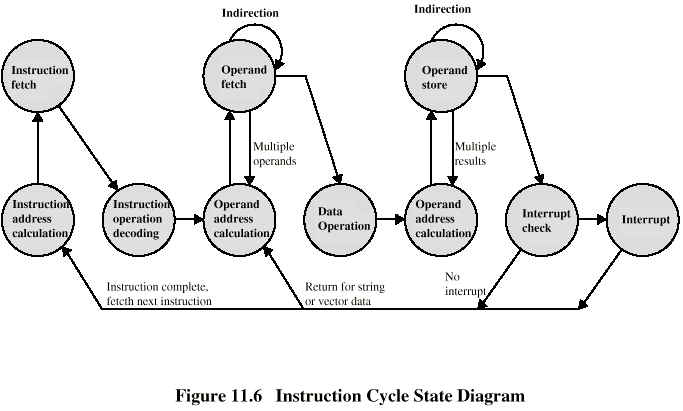 Indirection
Indirection
Instruction
fetch
Operand
fetch
Operand
store
Multiple
operands
Multiple
results
Instruction
address
calculation
Instruction
operation
decoding
Operand
address
calculation
Data
Operation
Operand
address
calculation
Interrupt
check
Interrupt
Instruction complete,
fetcth next instruction
Return for string
or vector data
No
interrupt
Figure 11.6 Instruction Cycle State Diagram